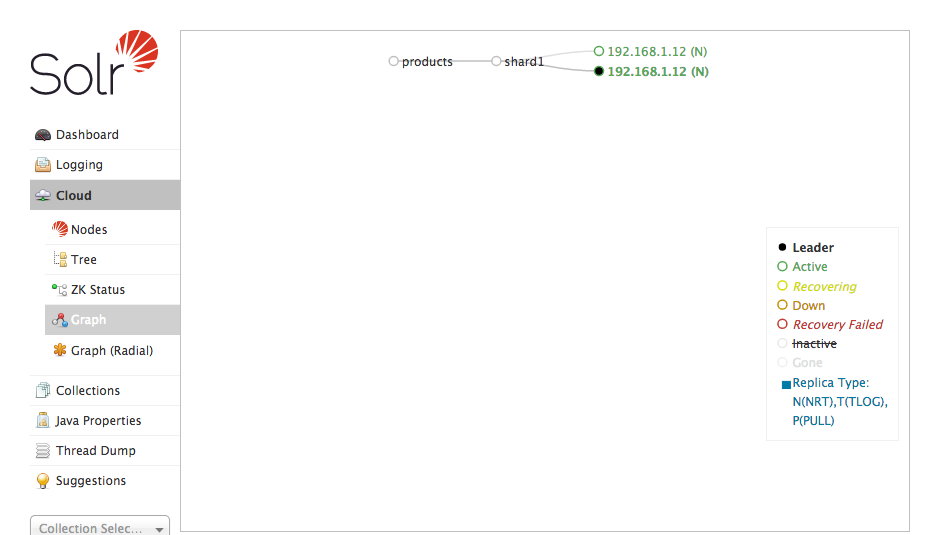 Solr
Dashboard
Logging
Cloud
Nodes
Tree
ZK Status
Graph
Graph (Radial)
Collections
Java Properties
Thread Dump
Suggestions
Collection Selec...
products
shard1
192.168.1.12 (N)
192.168.1.12 (N)
Leader
Active
Recovering
Down
Recovery Failed
Inactive
Gone
Replica Type:
N(NRT),T(TLOG),
P(PULL)